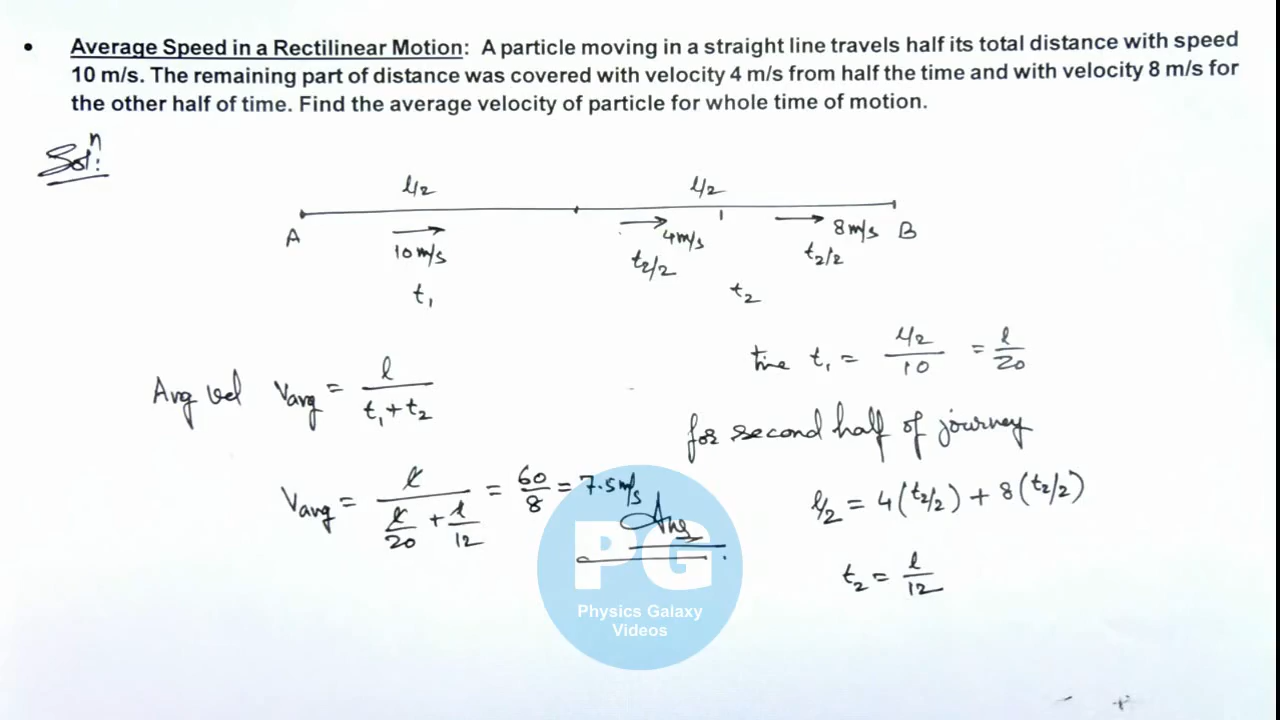 • Average Speed in a Rectilinear Motion: A particle moving in a straight line travels half its total distance with speed
10 m/s. The remaining part of distance was covered with velocity 4 m/s from half the time and with velocity 8 m/s for
the other half of time. Find the average velocity of particle for whole time of motion.
Solⁿ:
l/2 l/2
A 10 m/s 4 m/s 8 m/s B
t₂/2 t₂/2
t₁ t₂
time t₁ = (l/2)/10 = l/20
Avg vel Vavg = l/(t₁ + t₂)
for second half of journey
Vavg = l/(l/20 + l/12) = 60/8 = 7.5 m/s
Ans
l/2 = 4(t₂/2) + 8(t₂/2)
t₂ = l/12
PG
Physics Galaxy
Videos